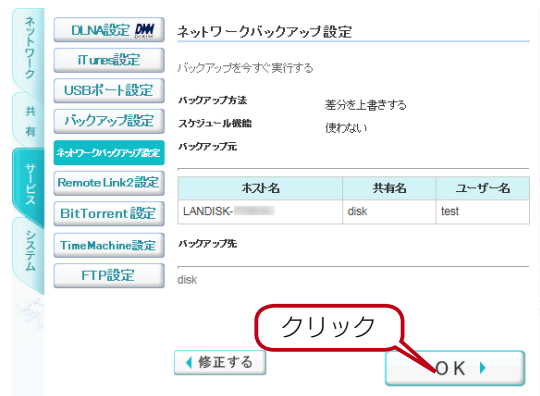 ネットワーク
共有
サービス
システム
DLNA設定
iTunes設定
USBポート設定
バックアップ設定
ネットワークバックアップ設定
Remote Link2設定
BitTorrent設定
TimeMachine設定
FTP設定
ネットワークバックアップ設定
バックアップを今すぐ実行する
バックアップ方法 差分を上書きする
スケジュール機能 使わない
バックアップ元
ホスト名 共有名 ユーザー名
LANDISK- disk test
バックアップ先
disk
クリック
修正する
OK